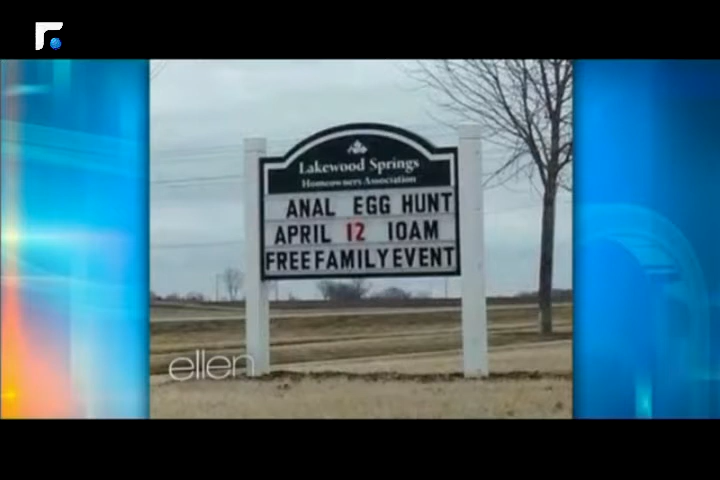 Lakewood Springs
Homeowners Association
ANAL EGG HUNT
APRIL 12 10AM
FREE FAMILY EVENT
ellen